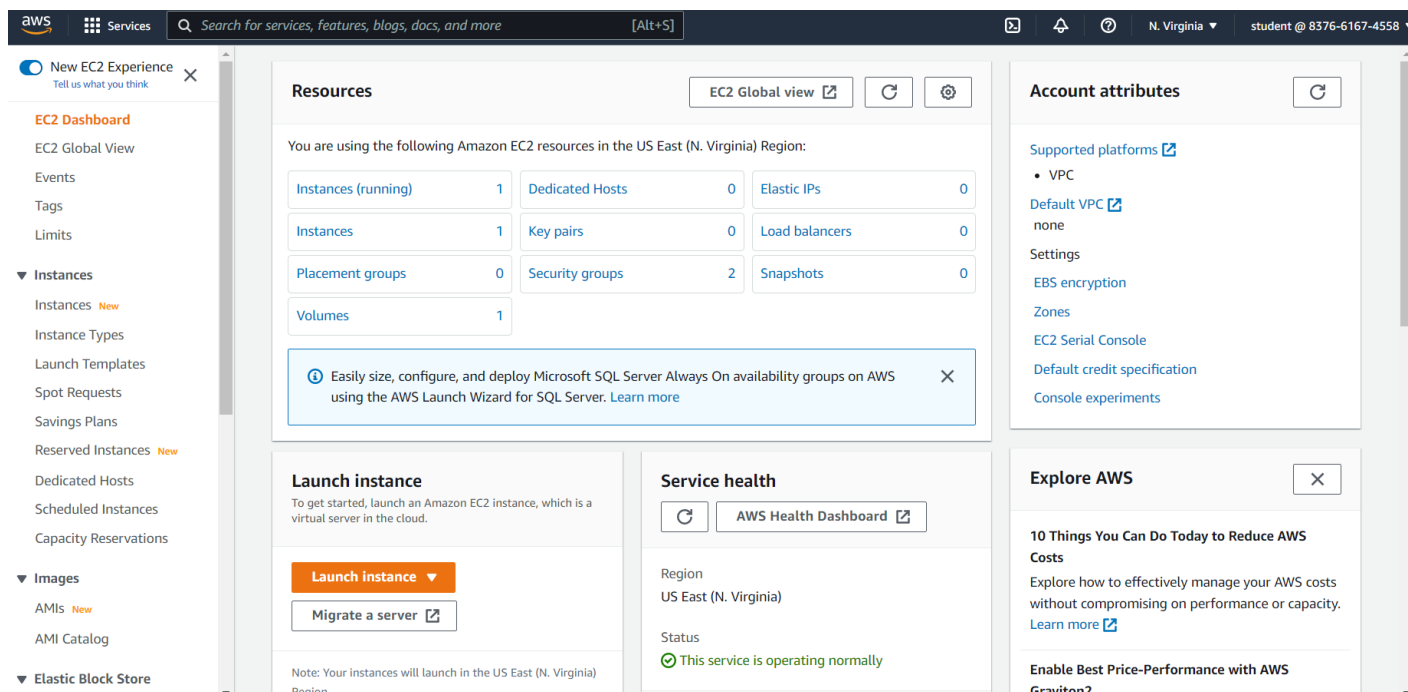 aws
Services
Search for services, features, blogs, docs, and more
[Alt+S]
N. Virginia
student @ 8376-6167-4558
New EC2 Experience
Tell us what you think
EC2 Dashboard
EC2 Global View
Events
Tags
Limits
Instances
Instances New
Instance Types
Launch Templates
Spot Requests
Savings Plans
Reserved Instances New
Dedicated Hosts
Scheduled Instances
Capacity Reservations
Images
AMIs New
AMI Catalog
Elastic Block Store
Resources
EC2 Global view
You are using the following Amazon EC2 resources in the US East (N. Virginia) Region:
Instances (running) 1
Dedicated Hosts 0
Elastic IPs 0
Instances 1
Key pairs 0
Load balancers 0
Placement groups 0
Security groups 2
Snapshots 0
Volumes 1
Easily size, configure, and deploy Microsoft SQL Server Always On availability groups on AWS
using the AWS Launch Wizard for SQL Server. Learn more
Launch instance
To get started, launch an Amazon EC2 instance, which is a
virtual server in the cloud.
Launch instance
Migrate a server
Note: Your instances will launch in the US East (N. Virginia)
Region
Service health
AWS Health Dashboard
Region
US East (N. Virginia)
Status
This service is operating normally
Account attributes
Supported platforms
• VPC
Default VPC
none
Settings
EBS encryption
Zones
EC2 Serial Console
Default credit specification
Console experiments
Explore AWS
10 Things You Can Do Today to Reduce AWS
Costs
Explore how to effectively manage your AWS costs
without compromising on performance or capacity.
Learn more
Enable Best Price-Performance with AWS
Graviton2